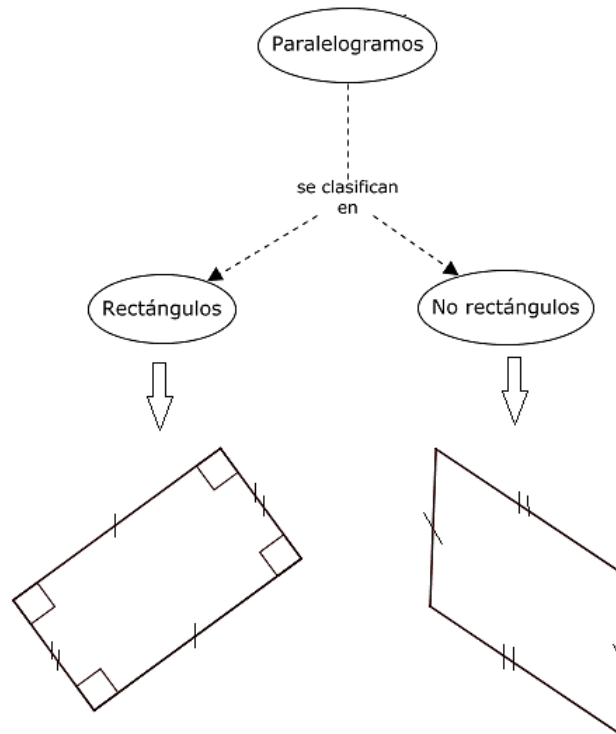 Paralelogramos
se clasifican
en
Rectángulos
No rectángulos